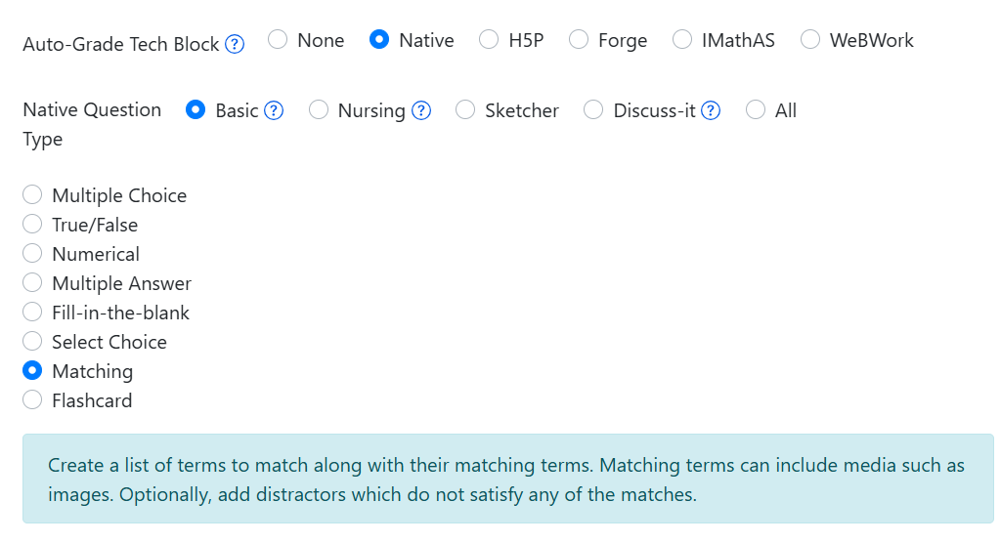 Auto-Grade Tech Block ? None Native H5P Forge IMathAS WeBWork
Native Question Basic ? Nursing ? Sketcher Discuss-it ? All
Type
Multiple Choice
True/False
Numerical
Multiple Answer
Fill-in-the-blank
Select Choice
Matching
Flashcard
Create a list of terms to match along with their matching terms. Matching terms can include media such as
images. Optionally, add distractors which do not satisfy any of the matches.